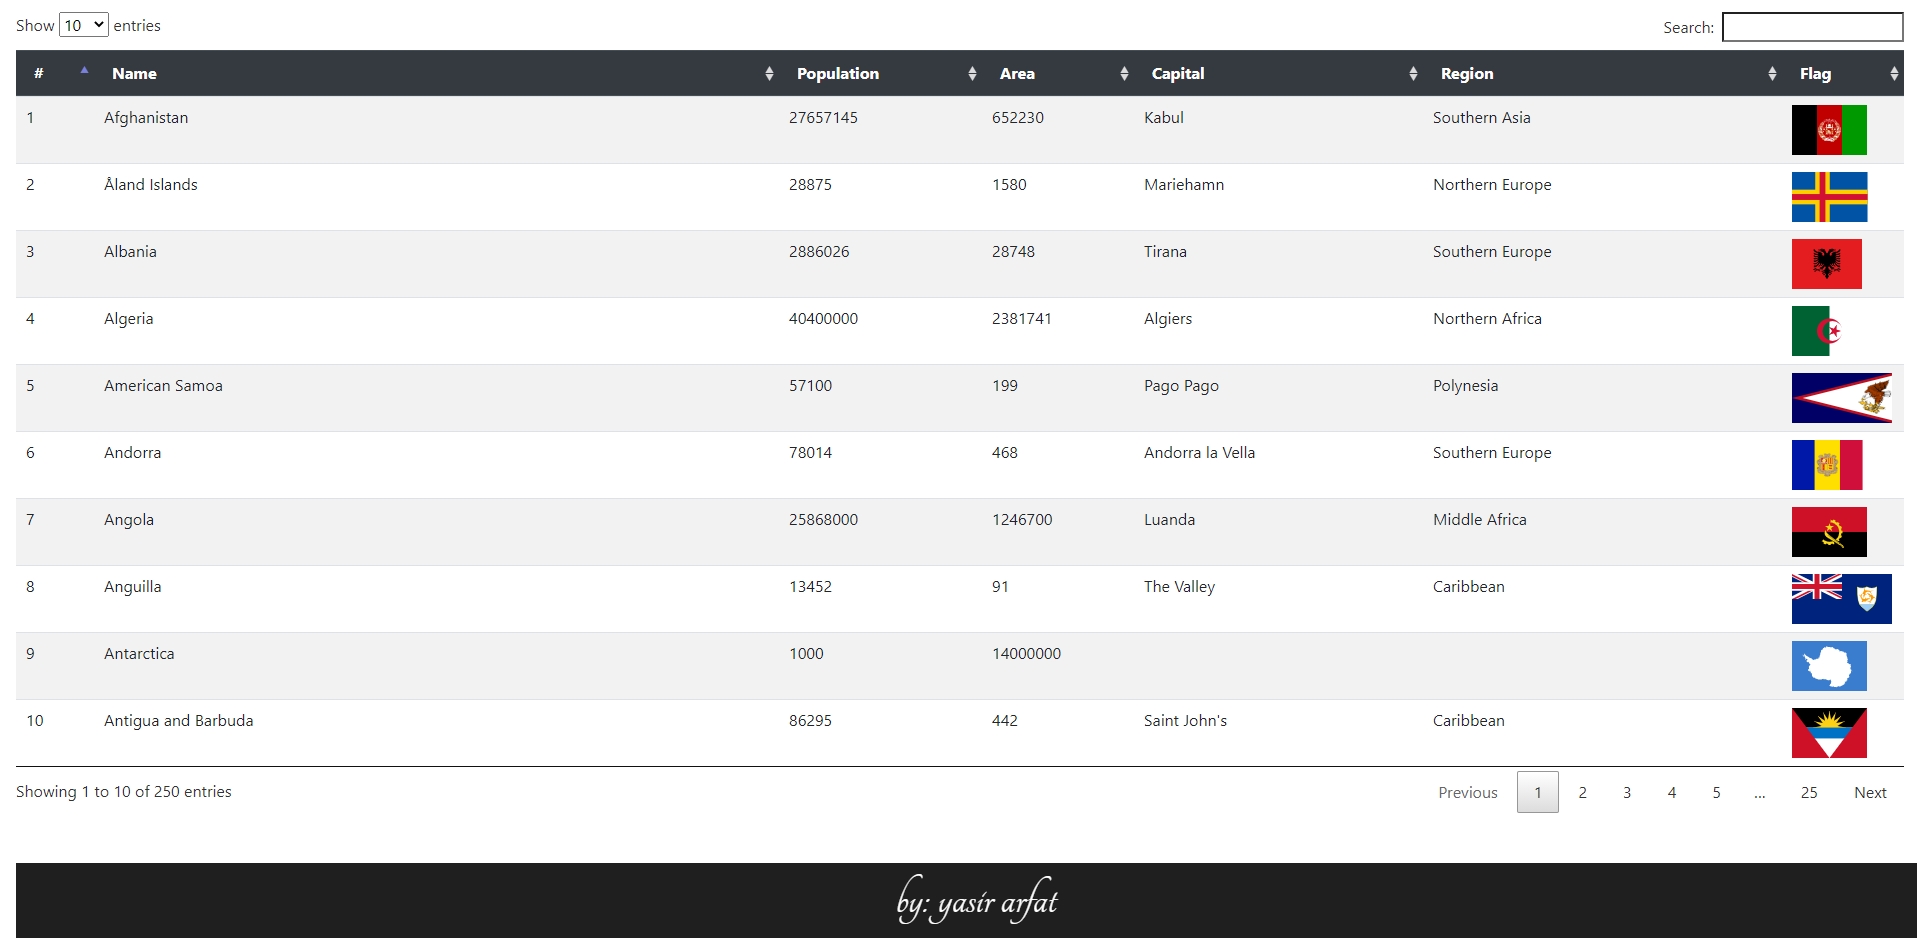 Show 10 entries Search:
# Name Population Area Capital Region Flag
1 Afghanistan 27657145 652230 Kabul Southern Asia
2 Åland Islands 28875 1580 Mariehamn Northern Europe
3 Albania 2886026 28748 Tirana Southern Europe
4 Algeria 40400000 2381741 Algiers Northern Africa
5 American Samoa 57100 199 Pago Pago Polynesia
6 Andorra 78014 468 Andorra la Vella Southern Europe
7 Angola 25868000 1246700 Luanda Middle Africa
8 Anguilla 13452 91 The Valley Caribbean
9 Antarctica 1000 14000000
10 Antigua and Barbuda 86295 442 Saint John's Caribbean
Showing 1 to 10 of 250 entries Previous 1 2 3 4 5 … 25 Next
by: yasir arfat